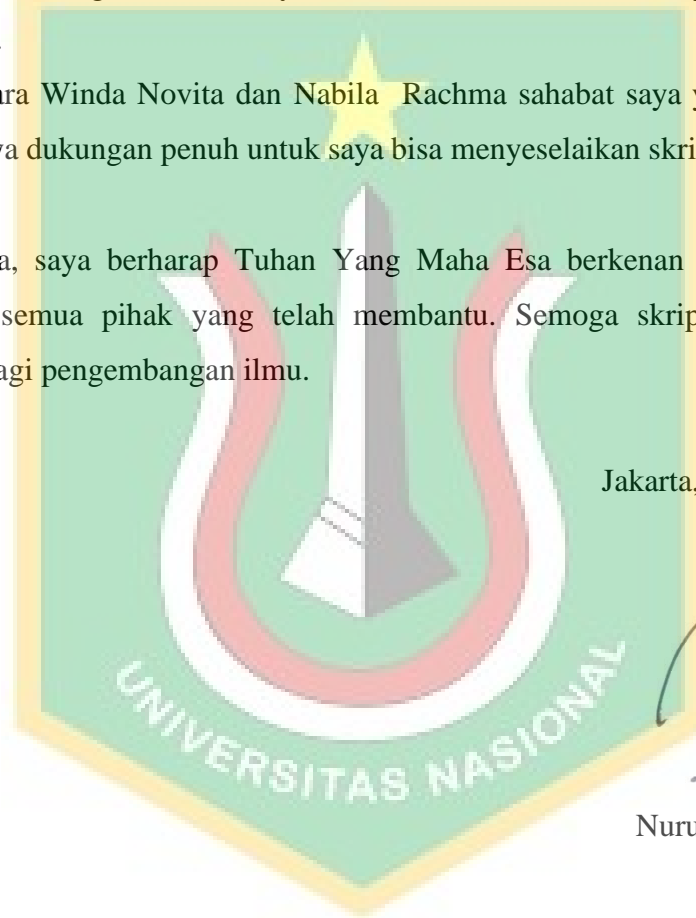 ara Winda Novita dan Nabila Rachma sahabat saya
a dukungan penuh untuk saya bisa menyeselaikan skri
a, saya berharap Tuhan Yang Maha Esa berkenan
semua pihak yang telah membantu. Semoga skrip
agi pengembangan ilmu.
Jakarta,
UNIVERSITAS NASIONAL
Nuru